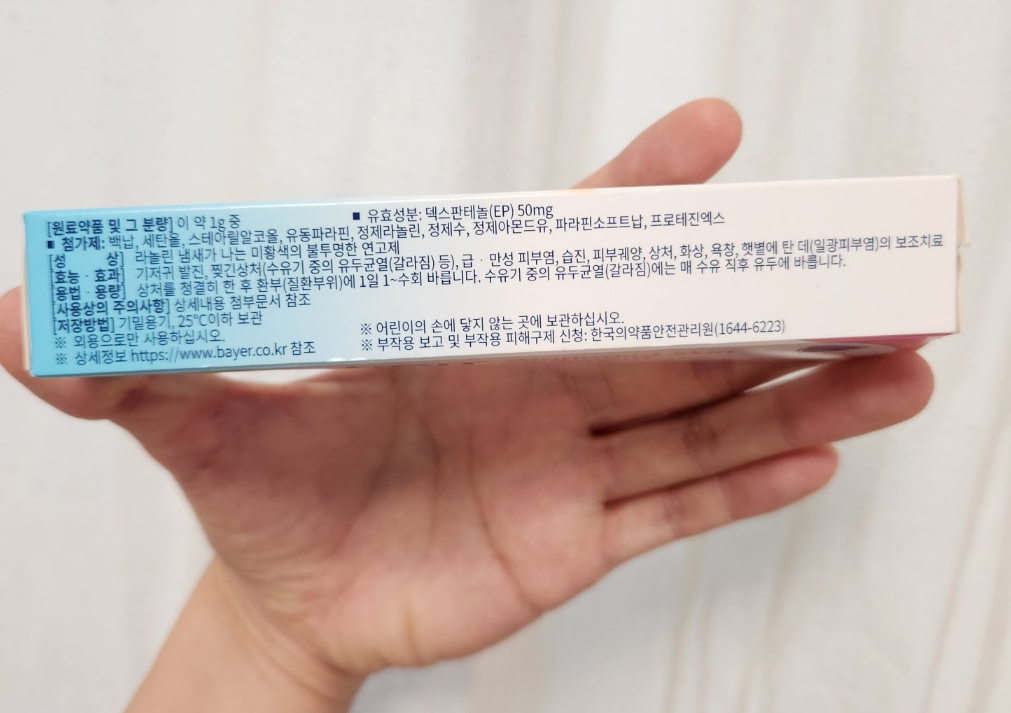 [원료약품 및 그 분량] 이 약 1g 중 ■ 유효성분: 덱스판테놀(EP) 50mg
■ 첨가제: 백납, 세탄올, 스테아릴알코올, 유동파라핀, 정제라놀린, 정제수, 정제아몬드유, 파라핀소프트납, 프로테진엑스
[성 상] 라놀린 냄새가 나는 미황색의 불투명한 연고제
[효능·효과] 기저귀 발진, 찢긴상처(수유기 중의 유두균열(갈라짐) 등), 급·만성 피부염, 습진, 피부궤양, 상처, 화상, 욕창, 햇볕에 탄 데(일광피부염)의 보조치료
[용법·용량] 상처를 청결히 한 후 환부(질환부위)에 1일 1~수회 바릅니다. 수유기 중의 유두균열(갈라짐)에는 매 수유 직후 유두에 바릅니다.
[사용상의 주의사항] 상세내용 첨부문서 참조
[저장방법] 기밀용기, 25℃이하 보관
※ 외용으로만 사용하십시오. ※ 어린이의 손에 닿지 않는 곳에 보관하십시오.
※ 상세정보 https://www.bayer.co.kr 참조 ※ 부작용 보고 및 부작용 피해구제 신청: 한국의약품안전관리원(1644-6223)